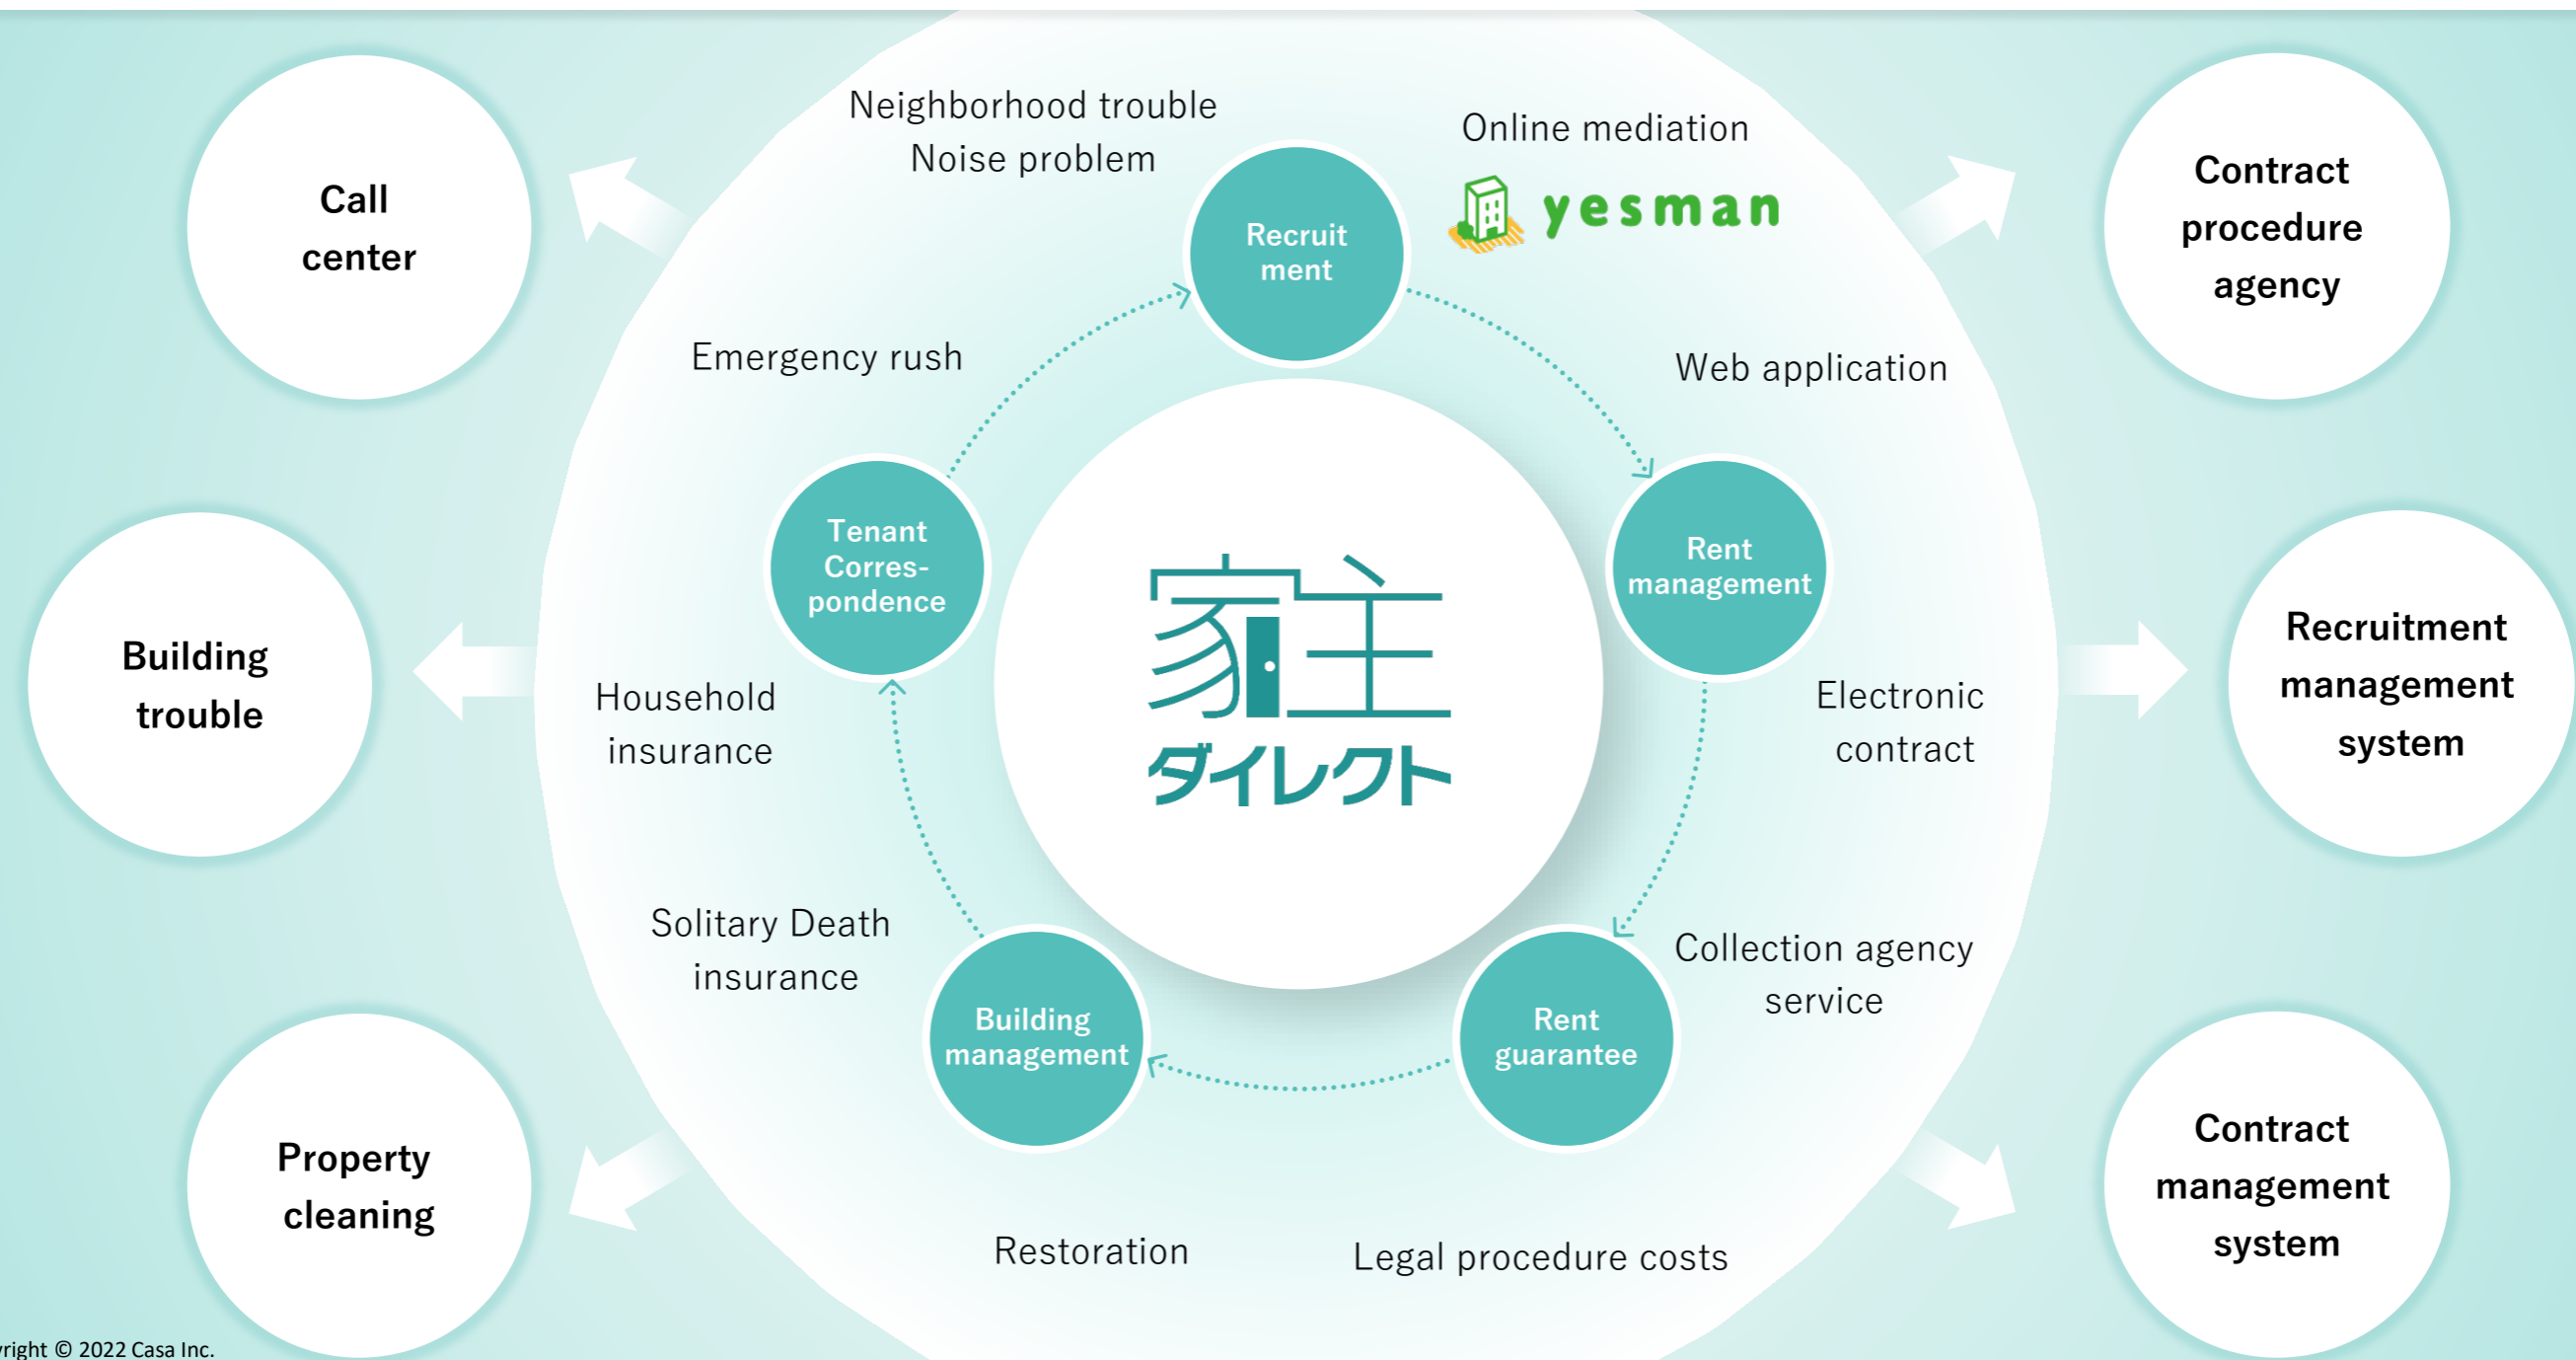 Neighborhood trouble
Noise problem
Online mediation
yesman
Call
center
Contract
procedure
agency
Recruit
ment
Emergency rush
Web application
Tenant
Corres-
pondence
Rent
management
家主
ダイレクト
Building
trouble
Household
insurance
Electronic
contract
Recruitment
management
system
Solitary Death
insurance
Collection agency
service
Building
management
Rent
guarantee
Property
cleaning
Restoration
Legal procedure costs
Contract
management
system
right © 2022 Casa Inc.